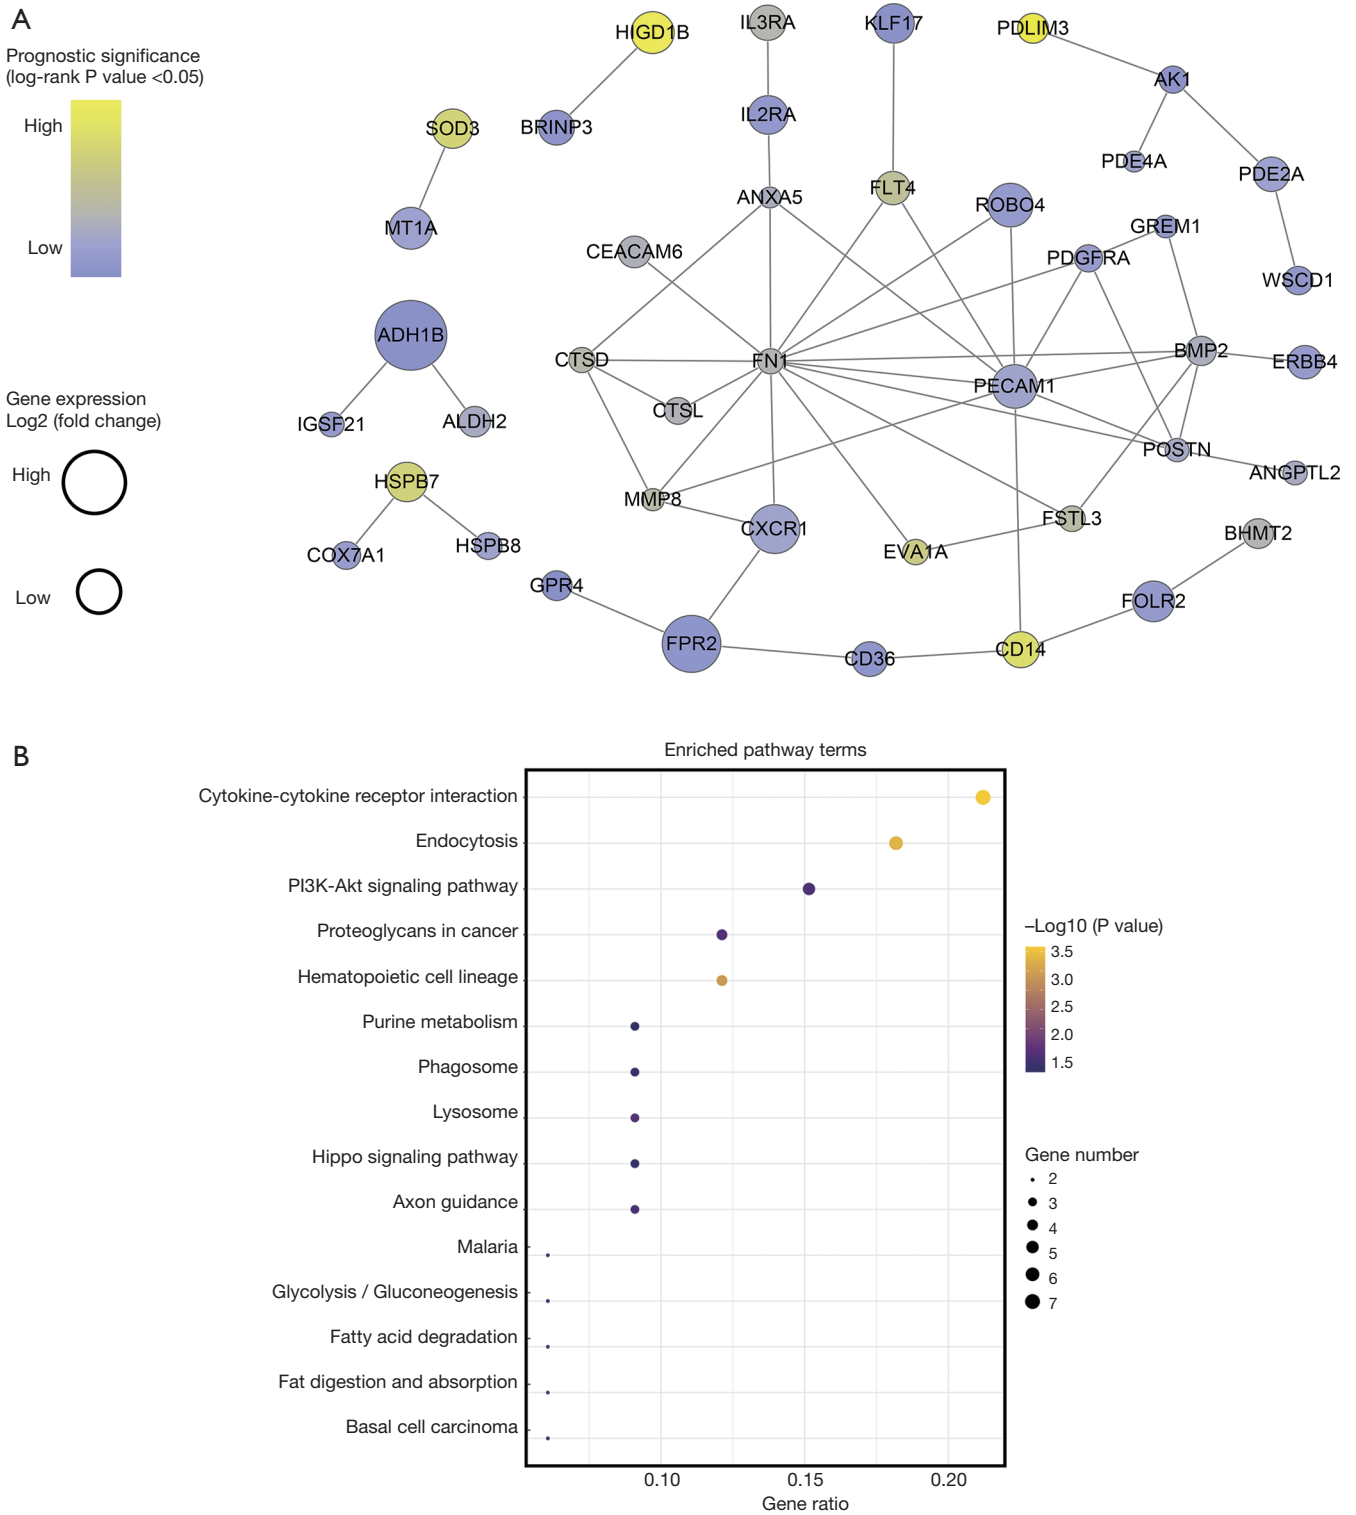 A
Prognostic significance
(log-rank P value <0.05)
High
Low
Gene expression
Log2 (fold change)
High
Low
HIGD1B
IL3RA
KLF17
PDLIM3
AK1
SOD3
BRINP3
IL2RA
PDE4A
PDE2A
MT1A
ANXA5
FLT4
ROBO4
GREM1
CEACAM6
PDGFRA
WSCD1
ADH1B
CTSD
FN1
PECAM1
BMP2
ERBB4
IGSF21
ALDH2
CTSL
POSTN
ANGPTL2
HSPB7
MMP8
CXCR1
FSTL3
BHMT2
COX7A1
HSPB8
EVA1A
GPR4
FOLR2
FPR2
CD36
CD14
B
Enriched pathway terms
Cytokine-cytokine receptor interaction
Endocytosis
PI3K-Akt signaling pathway
Proteoglycans in cancer
Hematopoietic cell lineage
Purine metabolism
Phagosome
Lysosome
Hippo signaling pathway
Axon guidance
Malaria
Glycolysis / Gluconeogenesis
Fatty acid degradation
Fat digestion and absorption
Basal cell carcinoma
0.10
0.15
0.20
Gene ratio
–Log10 (P value)
3.5
3.0
2.5
2.0
1.5
Gene number
2
3
4
5
6
7